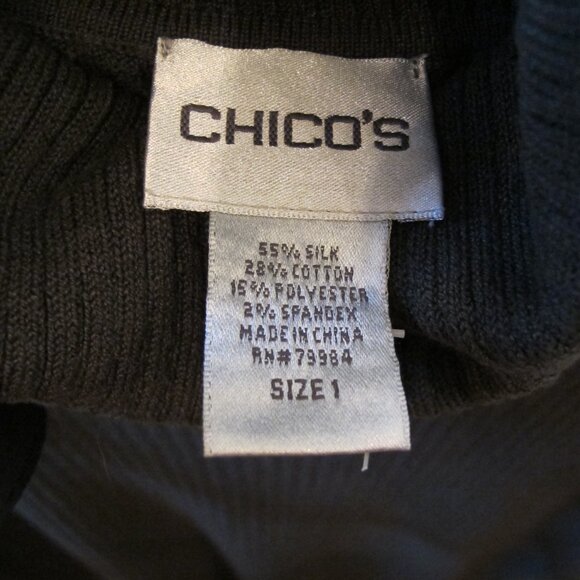 CHICO'S
55% SILK
28% COTTON
15% POLYESTER
2% SPANDEX
MADE IN CHINA
RN#79984
SIZE 1